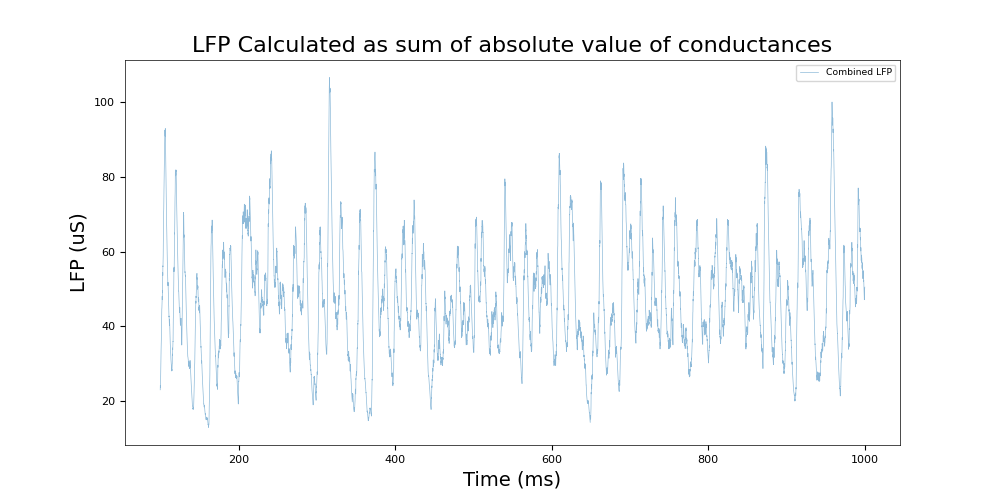 LFP Calculated as sum of absolute value of conductances
Combined LFP
100
80
60
40
20
LFP (uS)
200
400
600
800
1000
Time (ms)